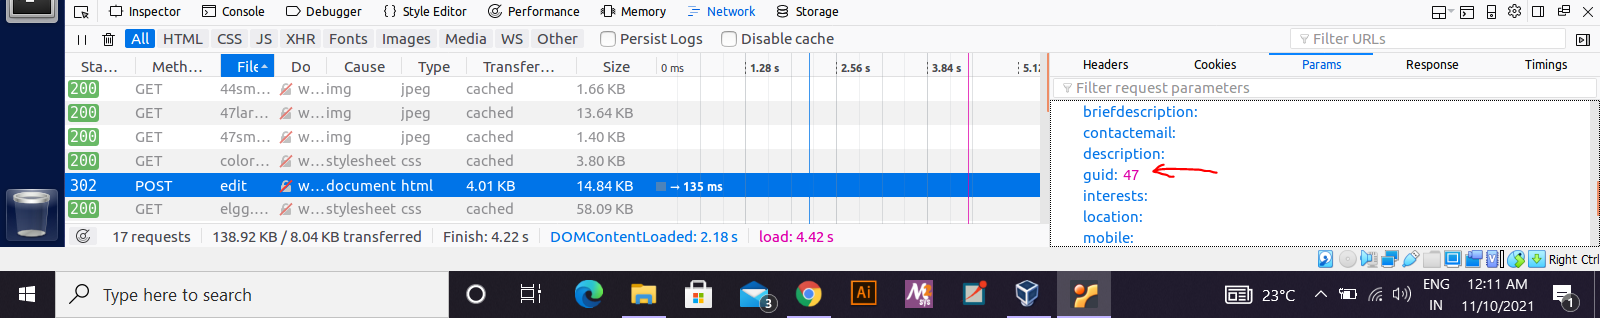 Inspector Console Debugger Style Editor Performance Memory Network Storage
All HTML CSS JS XHR Fonts Images Media WS Other Persist Logs Disable cache Filter URLs
Sta... Meth... File Do Cause Type Transfer... Size 0 ms 1.28 s 2.56 s 3.84 s 5.12
Headers Cookies Params Response Timings
200 GET 44sm... w... img jpeg cached 1.66 KB
Filter request parameters
200 GET 47lar... w... img jpeg cached 13.64 KB
briefdescription:
200 GET 47sm... w... img jpeg cached 1.40 KB
contactemail:
200 GET color... w... stylesheet css cached 3.80 KB
description:
302 POST edit w... document html 4.01 KB 14.84 KB → 135 ms
guid: 47
200 GET elgg.... w... stylesheet css cached 58.09 KB
interests:
location:
17 requests 138.92 KB / 8.04 KB transferred Finish: 4.22 s DOMContentLoaded: 2.18 s load: 4.42 s
mobile:
Right Ctrl
Type here to search
3
Ai
M
sys
23°C
ENG
IN
12:11 AM
11/10/2021
1